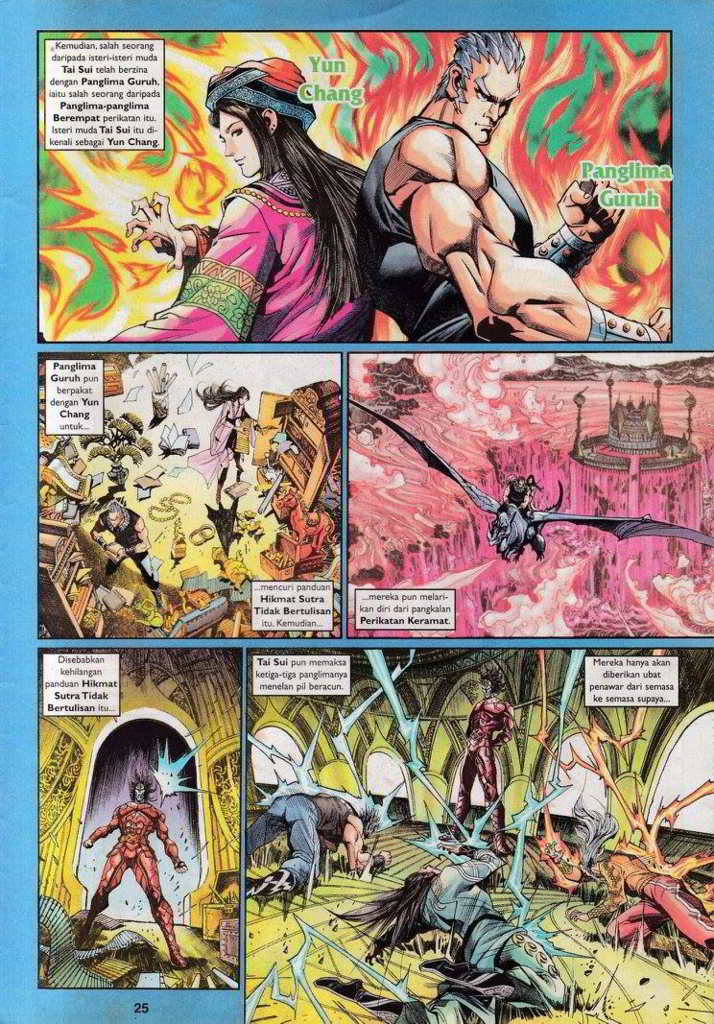 Kemudian, salah seorang
daripada isteri-isteri muda
Tai Sui telah berzina
dengan Panglima Guruh,
iaitu salah seorang daripada
Panglima-panglima
Berempat perikatan itu.
Isteri muda Tai Sui itu di-
kenali sebagai Yun Chang.
Yun
Chang
Panglima
Guruh
Panglima
Guruh pun
berpakat
dengan Yun
Chang
untuk...
...mencuri panduan
Hikmat Sutra
Tidak Bertulisan
itu. Kemudian...
...mereka pun melari-
kan diri dari pangkalan
Perikatan Keramat.
Disebabkan
kehilangan
panduan Hikmat
Sutra Tidak
Bertulisan itu...
Tai Sui pun memaksa
ketiga-tiga panglimanya
menelan pil beracun.
Mereka hanya akan
diberikan ubat
penawar dari semasa
ke semasa supaya...
25